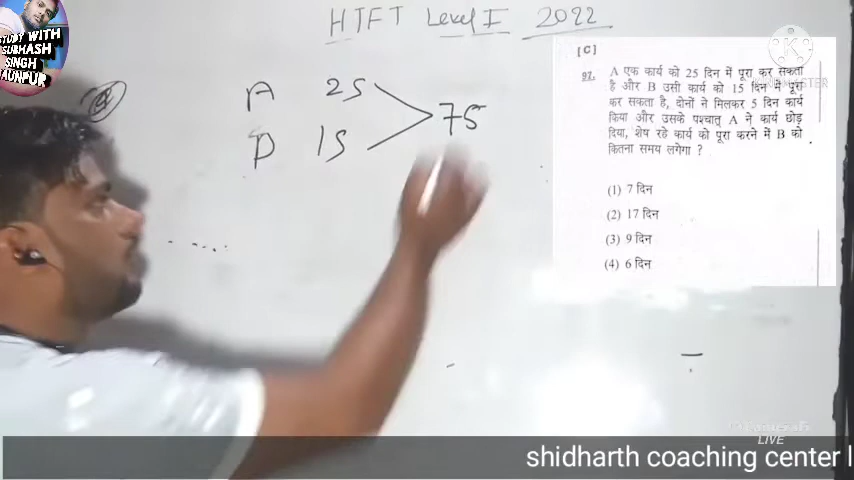 HTET Level I 2022
STUDY WITH
SUBHASH
SINGH
JAUNPUR
[C]
97. A एक कार्य को 25 दिन में पूरा कर सकता
है और B उसी कार्य को 15 दिन में पूरा
कर सकता है, दोनों ने मिलकर 5 दिन कार्य
किया और उसके पश्चात् A ने कार्य छोड़
दिया, शेष रहे कार्य को पूरा करने में B को
कितना समय लगेगा ?
(1) 7 दिन
(2) 17 दिन
(3) 9 दिन
(4) 6 दिन
A 25
B 15
75
LIVE
shidharth coaching center l